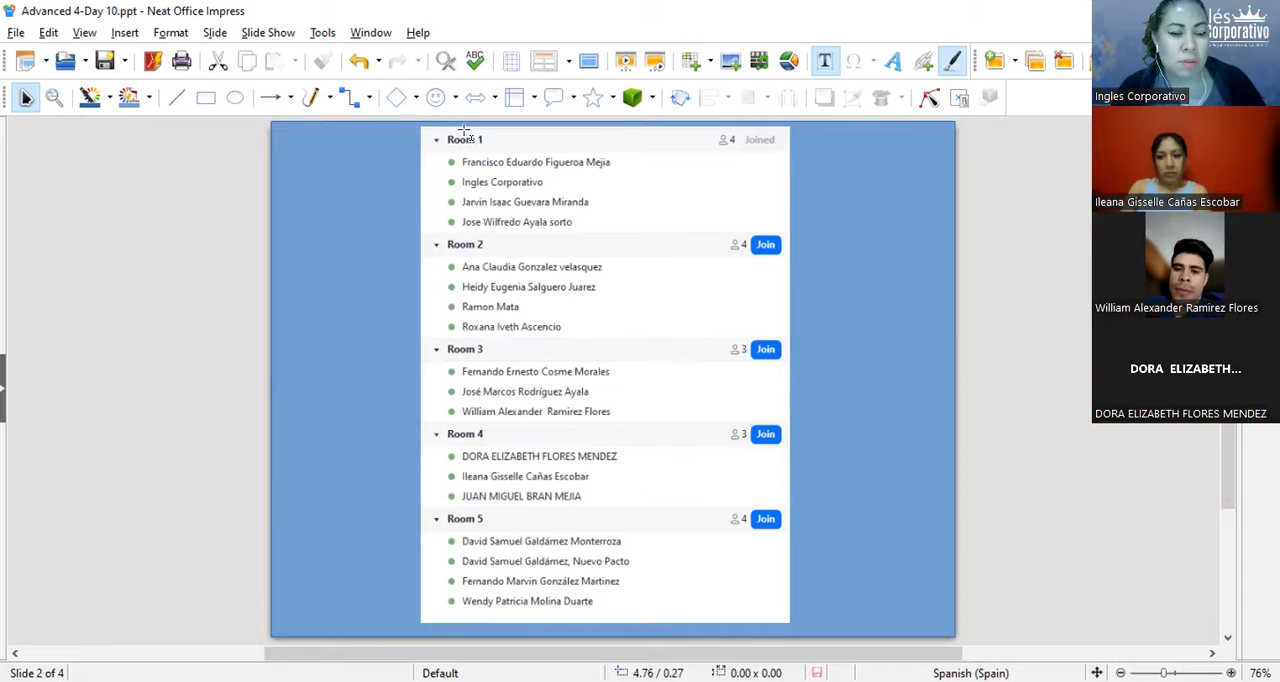 Advanced 4-Day 10.ppt - Neat Office Impress
File Edit View Insert Format Slide Slide Show Tools Window Help
Room 1 4 Joined
Francisco Eduardo Figueroa Mejia
Ingles Corporativo
Jarvin Isaac Guevara Miranda
Jose Wilfredo Ayala sorto
Room 2 4 Join
Ana Claudia Gonzalez velasquez
Heidy Eugenia Salguero Juarez
Ramon Mata
Roxana Iveth Ascencio
Room 3 3 Join
Fernando Ernesto Cosme Morales
José Marcos Rodríguez Ayala
William Alexander Ramirez Flores
Room 4 3 Join
DORA ELIZABETH FLORES MENDEZ
Ileana Gisselle Cañas Escobar
JUAN MIGUEL BRAN MEJIA
Room 5 4 Join
David Samuel Galdámez Monterroza
David Samuel Galdámez, Nuevo Pacto
Fernando Marvin González Martinez
Wendy Patricia Molina Duarte
Slide 2 of 4 Default 4.76 / 0.27 0.00 x 0.00 Spanish (Spain) 76%
lés
Corporativo
Ingles Corporativo
Ileana Gisselle Cañas Escobar
William Alexander Ramirez Flores
DORA ELIZABETH...
DORA ELIZABETH FLORES MENDEZ